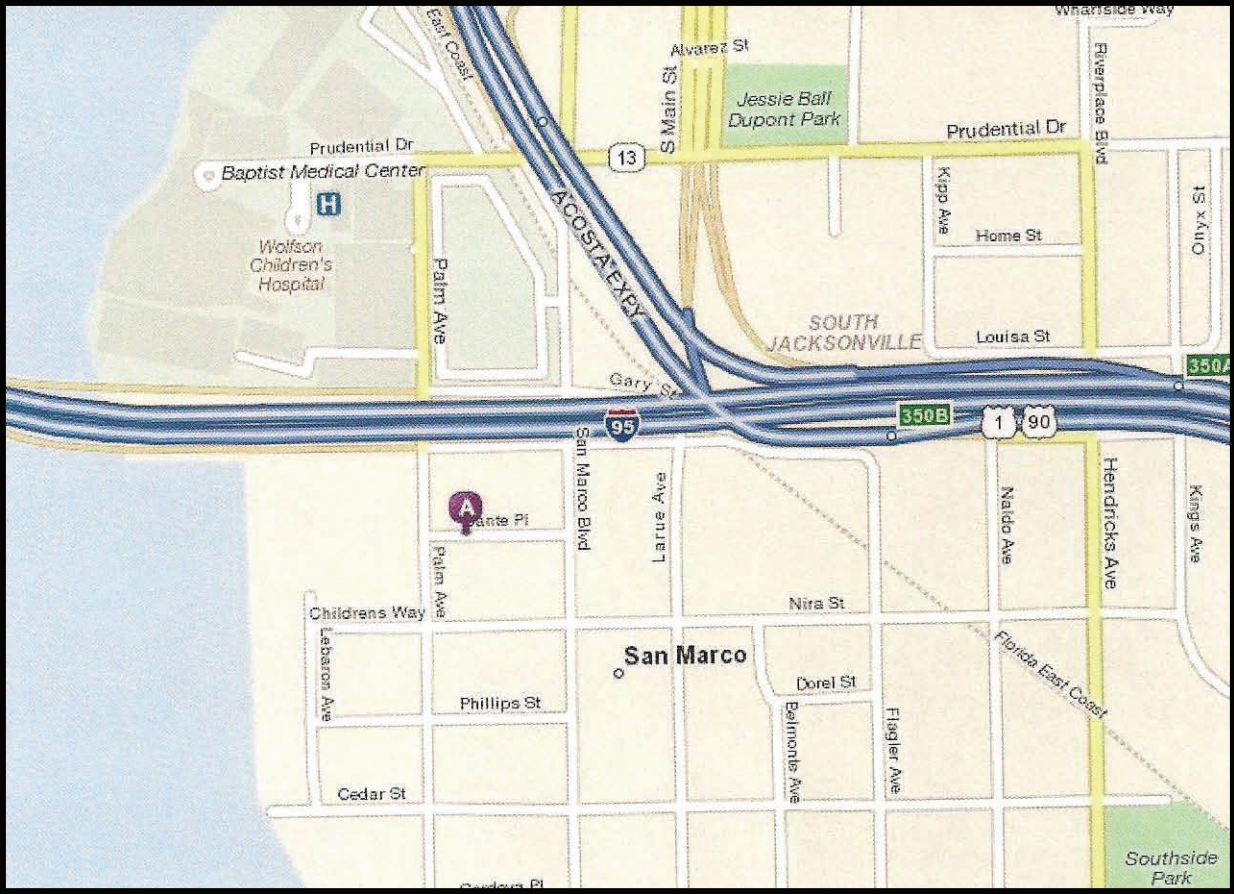 Wharfside Way
East Coast
Alvarez St
S Main St
Riverplace Blvd
Jessie Ball
Dupont Park
Prudential Dr
Prudential Dr
13
Baptist Medical Center
H
Kipp Ave
Onyx St
ACOSTA EXPY
Home St
Wolfson
Children's
Hospital
Palm Ave
SOUTH
JACKSONVILLE
Louisa St
350A
Gary St
95
350B
1
90
San Marco Blvd
Larue Ave
Naldo Ave
Hendricks Ave
Kings Ave
A
Pl
Palm Ave
Childrens Way
Nira St
Lebaron Ave
San Marco
Florida East Coast
Dorel St
Phillips St
Belmonte Ave
Flagler Ave
Cedar St
Southside
Park